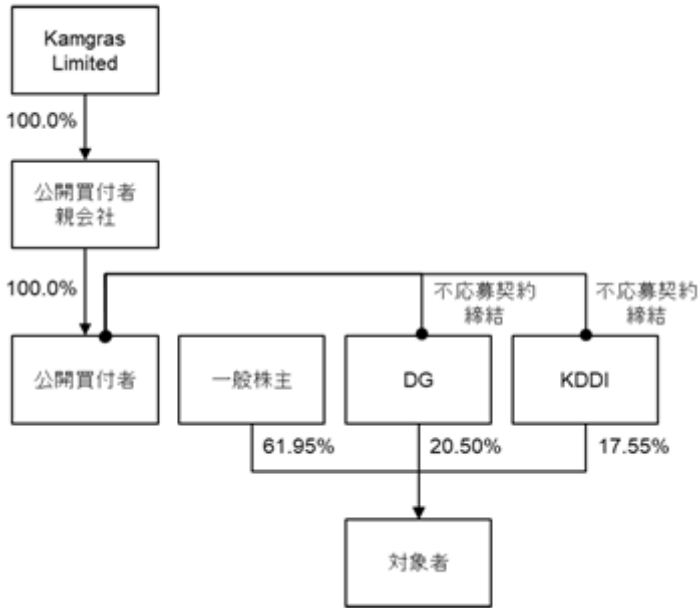 Kamgras
Limited
100.0%
公開買付者
親会社
100.0%
不応募契約
締結
不応募契約
締結
公開買付者
一般株主
DG
KDDI
61.95%
20.50%
17.55%
対象者